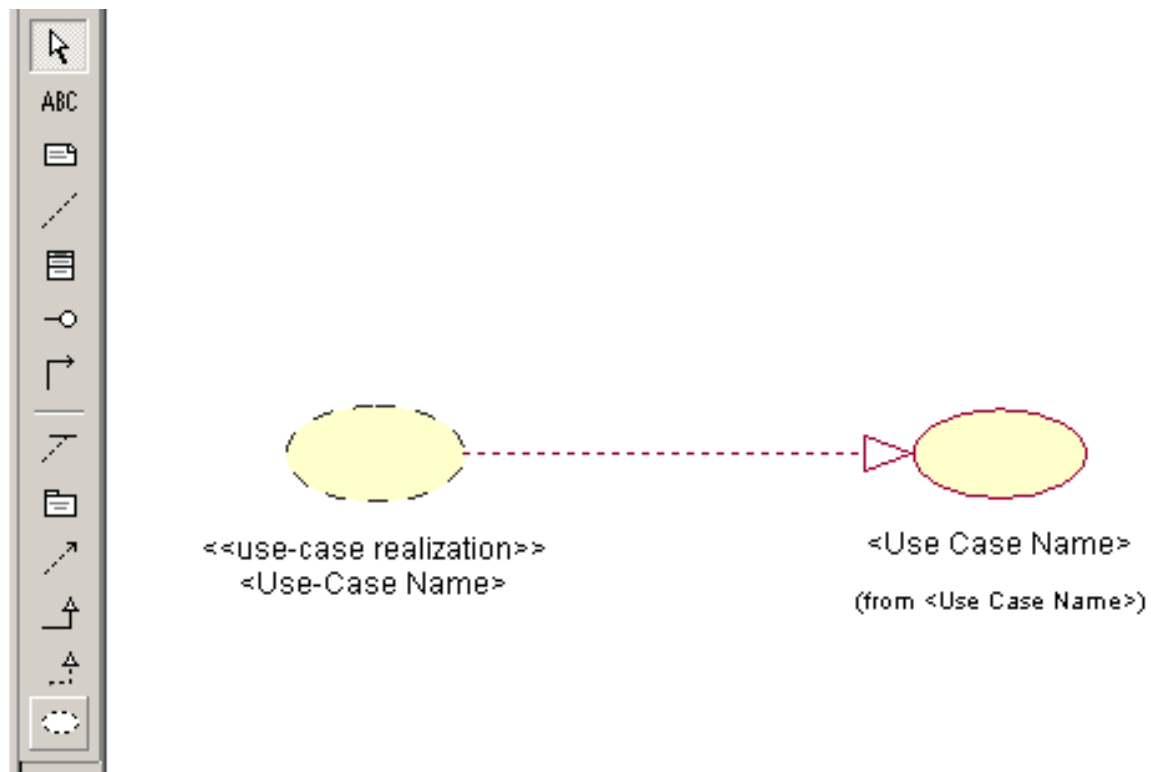 ABC
<<use-case realization>>
<Use-Case Name>
<Use Case Name>
(from <Use Case Name>)